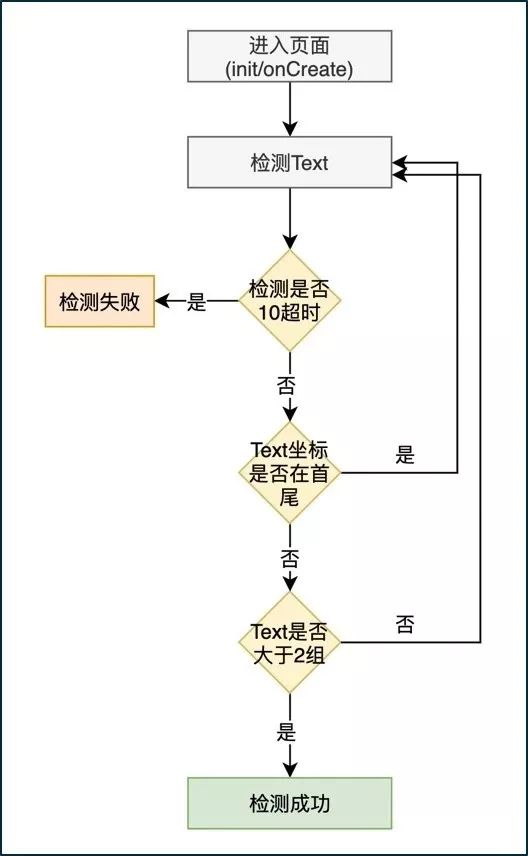 进入页面
(init/onCreate)
检测Text
检测是否
10超时
检测失败
是
否
Text坐标
是否在首
尾
是
否
Text是否
大于2组
否
是
检测成功